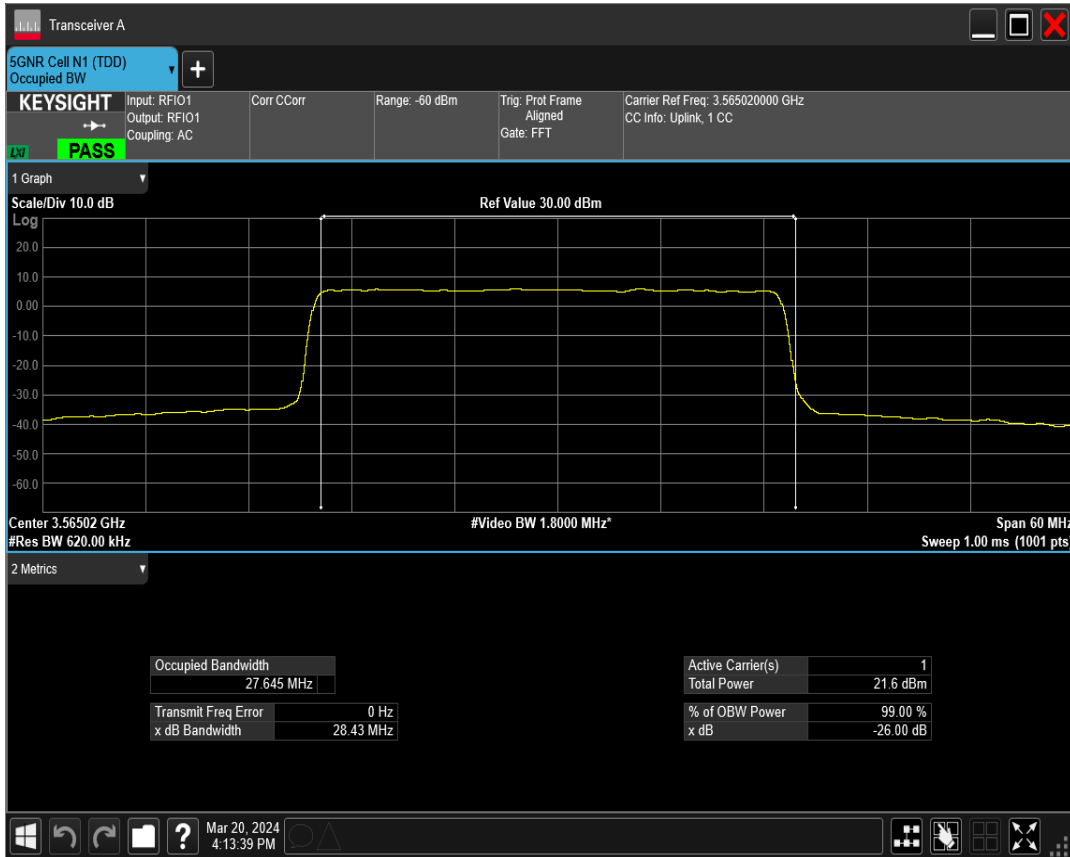 Transceiver A
5GNR Cell N1 (TDD)
Occupied BW
+
KEYSIGHT
LXI
PASS
Input: RFIO1
Output: RFIO1
Coupling: AC
Corr CCorr
Range: -60 dBm
Trig: Prot Frame
Aligned
Gate: FFT
Carrier Ref Freq: 3.565020000 GHz
CC Info: Uplink, 1 CC
1 Graph
Scale/Div 10.0 dB
Ref Value 30.00 dBm
Log
20.0
10.0
0.00
-10.0
-20.0
-30.0
-40.0
-50.0
-60.0
Center 3.56502 GHz
#Video BW 1.8000 MHz*
Span 60 MHz
#Res BW 620.00 kHz
Sweep 1.00 ms (1001 pts)
2 Metrics
Occupied Bandwidth
27.645 MHz
Transmit Freq Error 0 Hz
x dB Bandwidth 28.43 MHz
Active Carrier(s) 1
Total Power 21.6 dBm
% of OBW Power 99.00 %
x dB -26.00 dB
?
Mar 20, 2024
4:13:39 PM